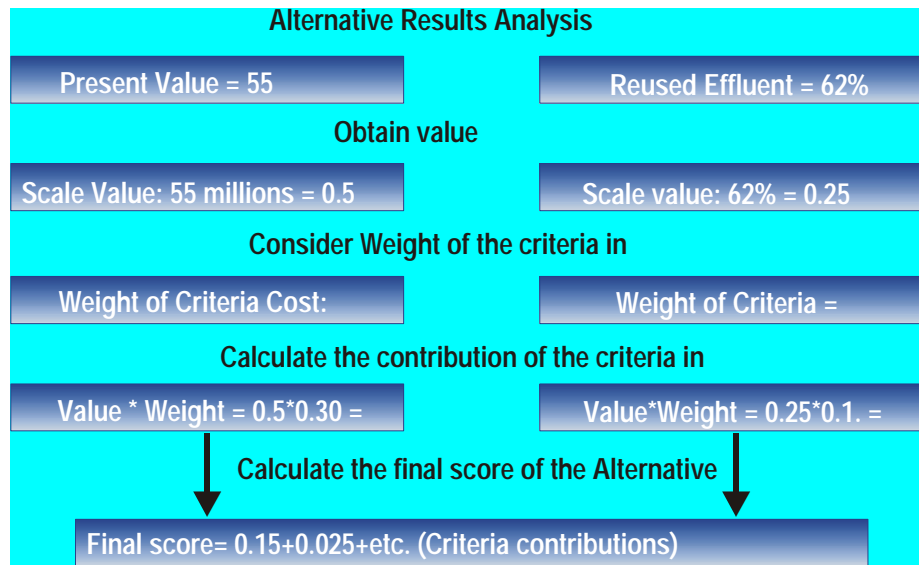 Alternative Results Analysis
Present Value = 55
Reused Effluent = 62%
Obtain value
Scale Value: 55 millions = 0.5
Scale value: 62% = 0.25
Consider Weight of the criteria in
Weight of Criteria Cost:
Weight of Criteria =
Calculate the contribution of the criteria in
Value * Weight = 0.5*0.30 =
Value*Weight = 0.25*0.1. =
Calculate the final score of the Alternative
Final score= 0.15+0.025+etc. (Criteria contributions)